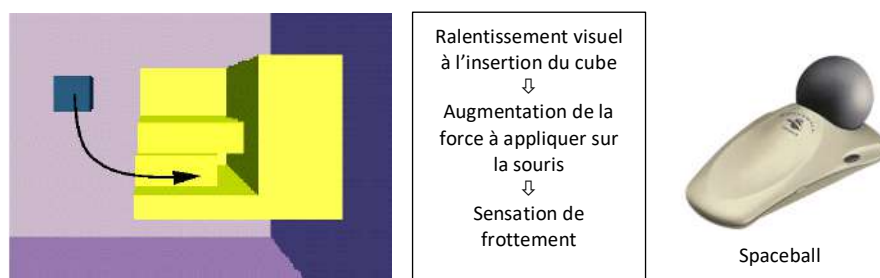 Ralentissement visuel
à l’insertion du cube
⇩
Augmentation de la
force à appliquer sur
la souris
⇩
Sensation de
frottement
Spaceball